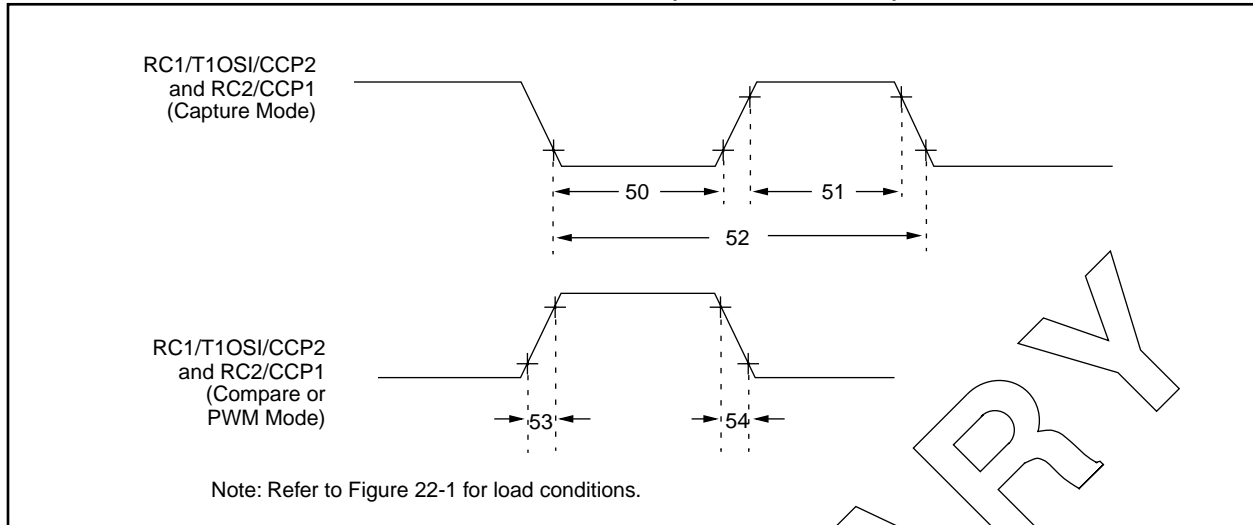 RC1/T1OSI/CCP2
and RC2/CCP1
(Capture Mode)
50
51
52
RC1/T1OSI/CCP2
and RC2/CCP1
(Compare or
PWM Mode)
53
54
Note: Refer to Figure 22-1 for load conditions.
R Y